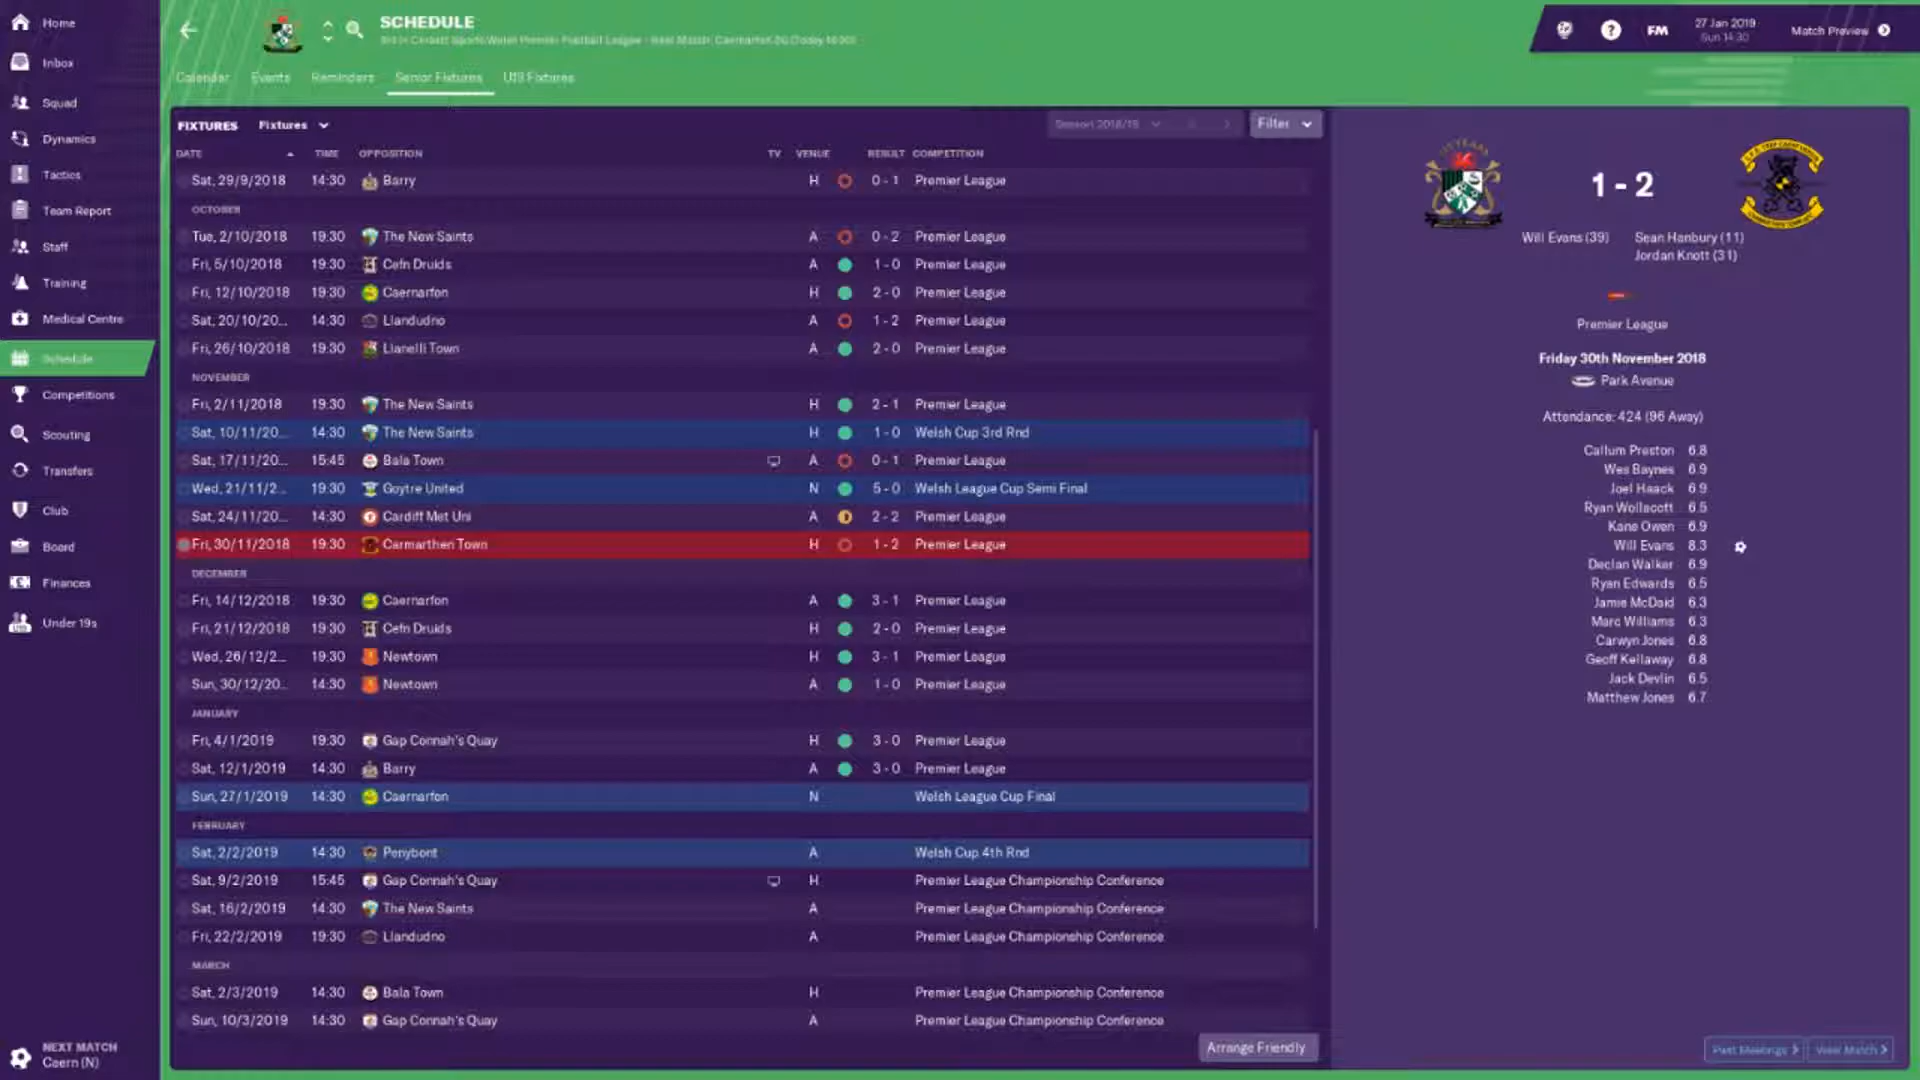 Home
Inbox
Squad
Dynamics
Tactics
Team Report
Staff
Training
Medical Centre
Schedule
Competitions
Scouting
Transfers
Club
Board
Finances
Under 19s
NEXT MATCH
Caern (N)
SCHEDULE
Premier Football League - Next Match: Caernarfon
27 Jan 2019
Sun 14:30
FM
Match Preview
Calendar Events Reminders Senior Fixtures U19 Fixtures
FIXTURES Fixtures Season 2018/19 Filter
DATE TIME OPPOSITION TV VENUE RESULT COMPETITION
Sat, 29/9/2018 14:30 Barry H 0 - 1 Premier League
OCTOBER
Tue, 2/10/2018 19:30 The New Saints A 0 - 2 Premier League
Fri, 5/10/2018 19:30 Cefn Druids A 1 - 0 Premier League
Fri, 12/10/2018 19:30 Caernarfon H 2 - 0 Premier League
Sat, 20/10/20... 14:30 Llandudno A 1 - 2 Premier League
Fri, 26/10/2018 19:30 Llanelli Town A 2 - 0 Premier League
NOVEMBER
Fri, 2/11/2018 19:30 The New Saints H 2 - 1 Premier League
Sat, 10/11/20... 14:30 The New Saints H 1 - 0 Welsh Cup 3rd Rnd
Sat, 17/11/20... 15:45 Bala Town A 0 - 1 Premier League
Wed, 21/11/2... 19:30 Goytre United N 5 - 0 Welsh League Cup Semi Final
Sat, 24/11/20... 14:30 Cardiff Met Uni A 2 - 2 Premier League
Fri, 30/11/2018 19:30 Carmarthen Town H 1 - 2 Premier League
DECEMBER
Fri, 14/12/2018 19:30 Caernarfon A 3 - 1 Premier League
Fri, 21/12/2018 19:30 Cefn Druids H 2 - 0 Premier League
Wed, 26/12/2... 19:30 Newtown H 3 - 1 Premier League
Sun, 30/12/20... 14:30 Newtown A 1 - 0 Premier League
JANUARY
Fri, 4/1/2019 19:30 Gap Connah's Quay H 3 - 0 Premier League
Sat, 12/1/2019 14:30 Barry A 3 - 0 Premier League
Sun, 27/1/2019 14:30 Caernarfon N Welsh League Cup Final
FEBRUARY
Sat, 2/2/2019 14:30 Penybont A Welsh Cup 4th Rnd
Sat, 9/2/2019 15:45 Gap Connah's Quay H Premier League Championship Conference
Sat, 16/2/2019 14:30 The New Saints A Premier League Championship Conference
Fri, 22/2/2019 19:30 Llandudno A Premier League Championship Conference
MARCH
Sat, 2/3/2019 14:30 Bala Town H Premier League Championship Conference
Sun, 10/3/2019 14:30 Gap Connah's Quay A Premier League Championship Conference
Arrange Friendly
1 - 2
Will Evans (39) Sean Hanbury (11)
Jordan Knott (31)
Premier League
Friday 30th November 2018
Park Avenue
Attendance: 424 (96 Away)
Callum Preston 6.8
Wes Baynes 6.9
Joel Haack 6.9
Ryan Wollacott 6.5
Kane Owen 6.9
Will Evans 8.3
Declan Walker 6.9
Ryan Edwards 6.5
Jamie McDaid 6.3
Marc Williams 6.3
Carwyn Jones 6.8
Geoff Kellaway 6.8
Jack Devlin 6.5
Matthew Jones 6.7
Past Meetings View Match